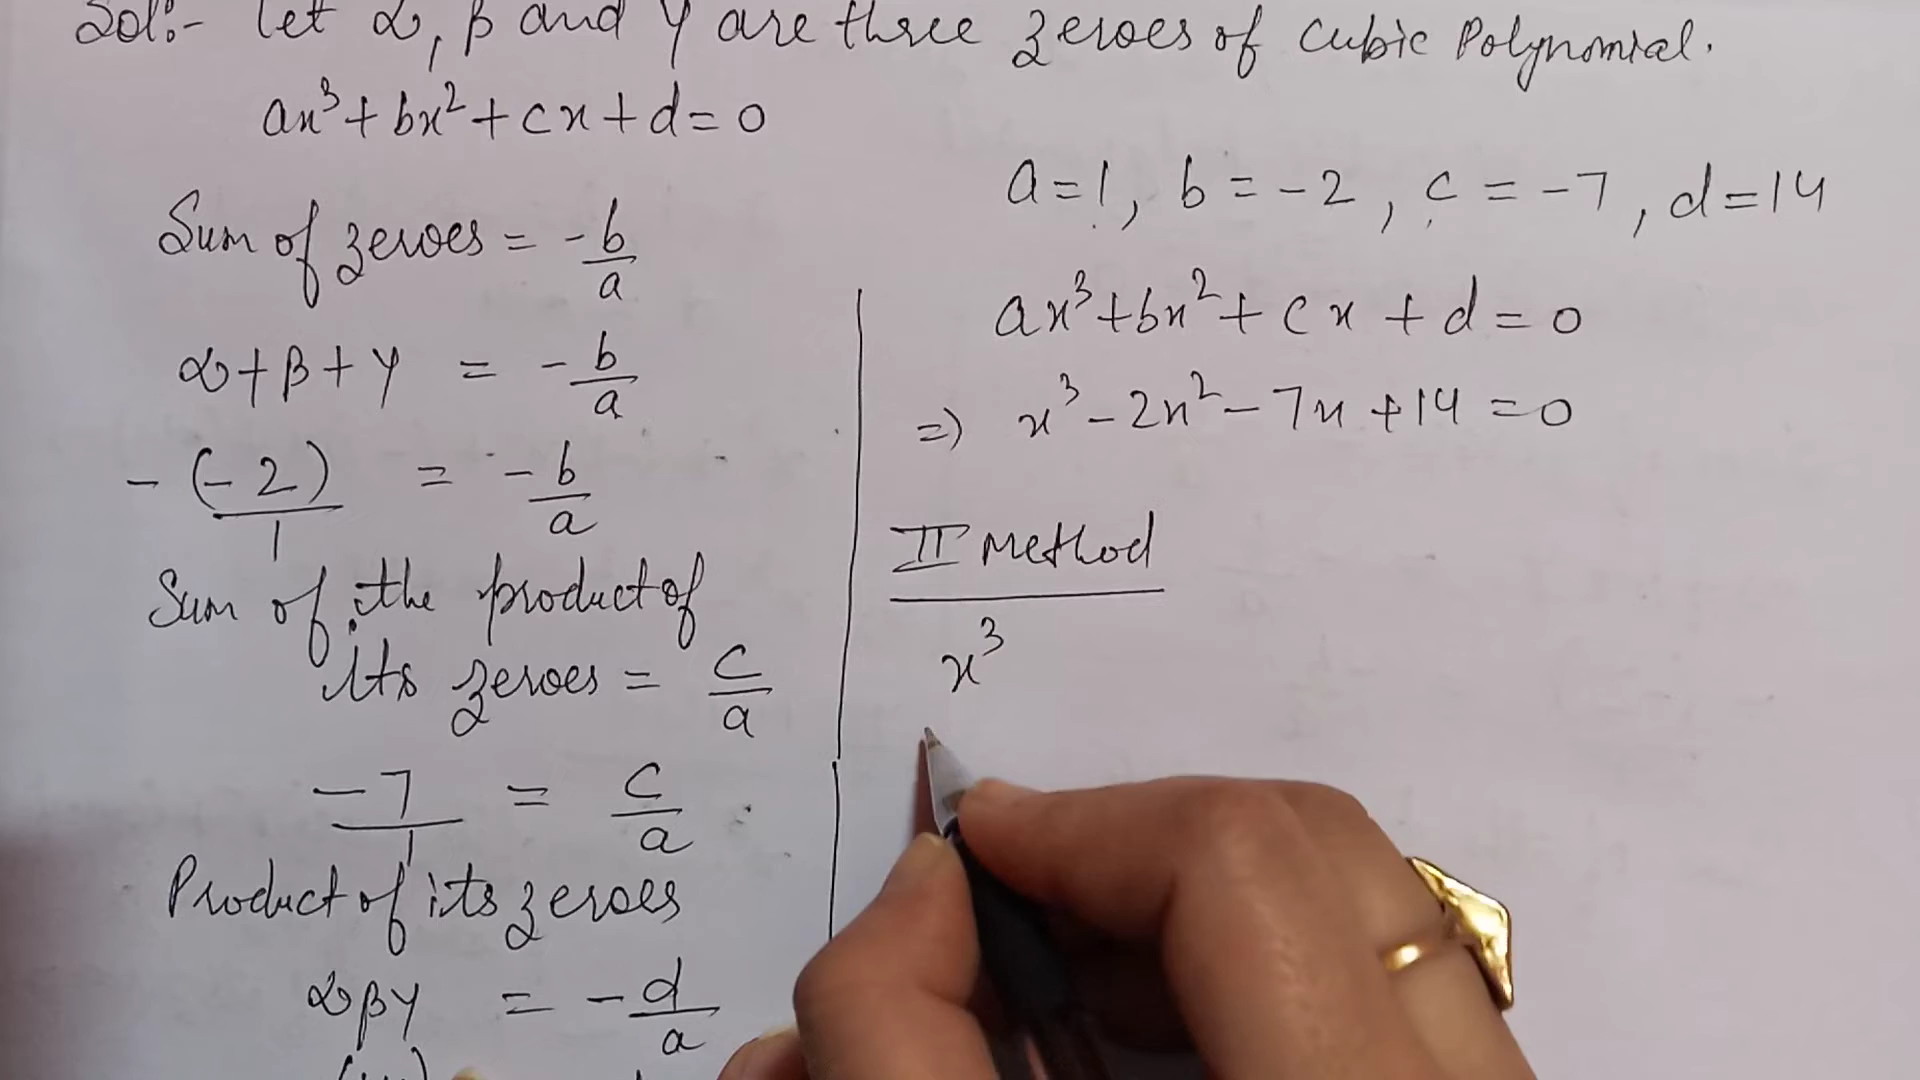 Sol:- Let α, β and γ are three zeroes of cubic Polynomial.
ax³+bx²+cx+d=0
Sum of zeroes = -b/a
α+β+γ = -b/a
-(-2)/1 = -b/a
Sum of the product of
its zeroes = c/a
-7/1 = c/a
Product of its zeroes
αβγ = -d/a
a=1, b=-2, c=-7, d=14
ax³+bx²+cx+d=0
=) x³-2x²-7x+14=0
II Method
x³